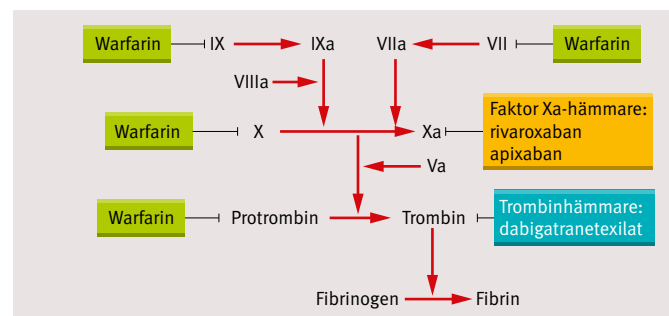 Warfarin IX IXa VIIa VII Warfarin
VIIIa
Faktor Xa-hämmare:
rivaroxaban
apixaban
Warfarin X Xa
Va
Warfarin Protrombin Trombin
Trombinhämmare:
dabigatranetexilat
Fibrinogen Fibrin